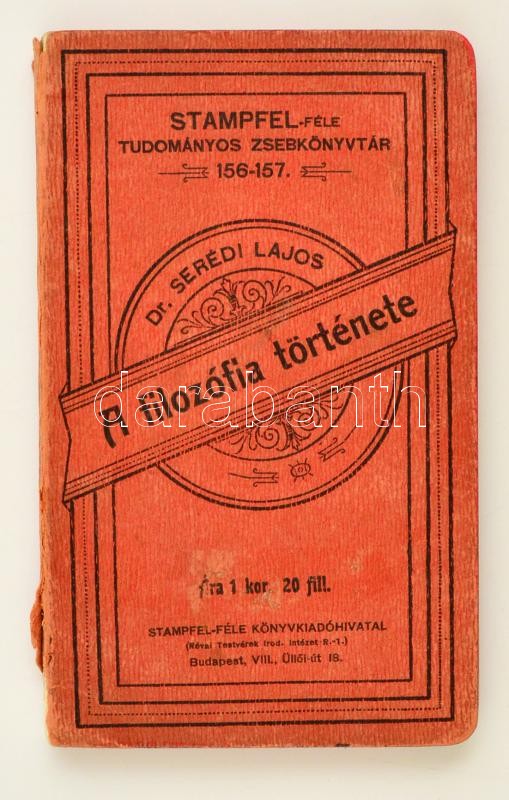 STAMPFEL-FÉLE
TUDOMÁNYOS ZSEBKÖNYVTÁR
156-157.
Dr. SERÉDI LAJOS
A filozófia története
darabanth
Ára 1 kor. 20 fill.
STAMPFEL-FÉLE KÖNYVKIADÓHIVATAL
(Révai Testvérek Irod. Intézet R.-T.)
Budapest, VIII., Üllői-út 18.